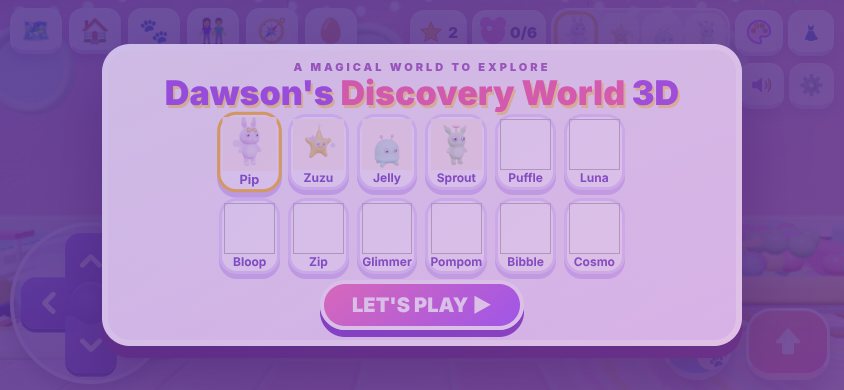 2 0/6
A MAGICAL WORLD TO EXPLORE
Dawson's Discovery World 3D
Pip Zuzu Jelly Sprout Puffle Luna
Bloop Zip Glimmer Pompom Bibble Cosmo
LET'S PLAY ▶